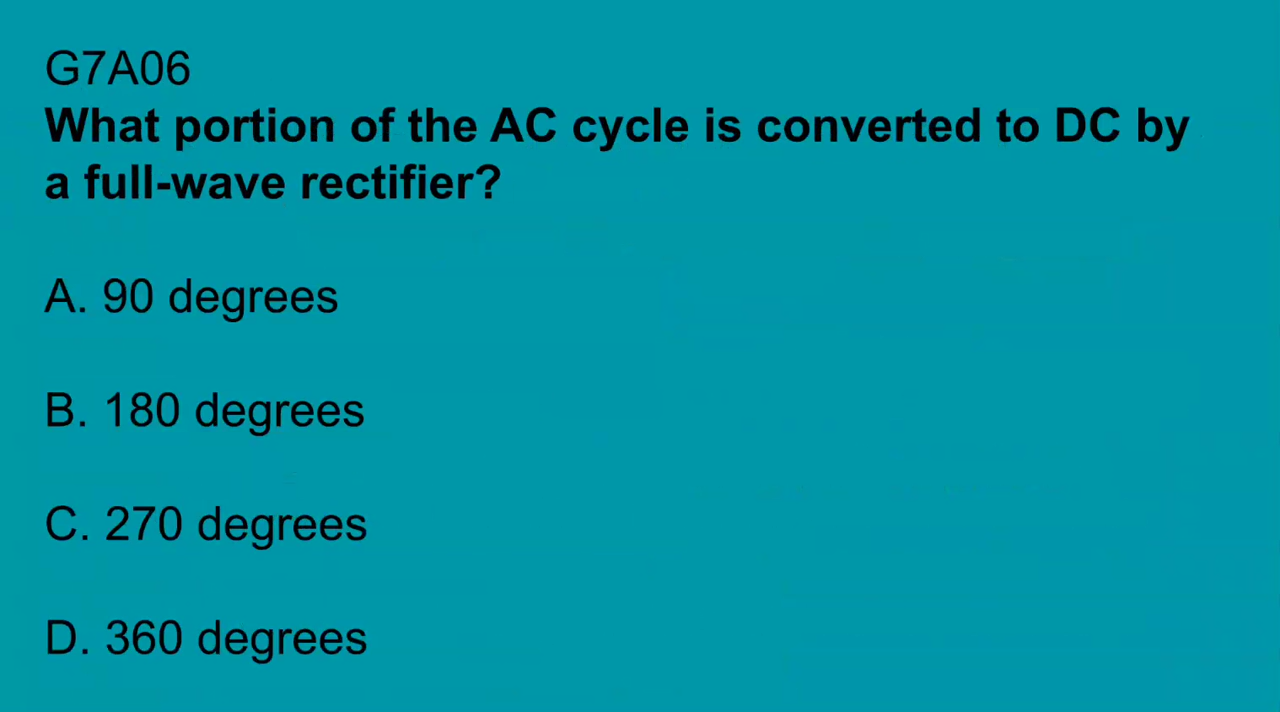 G7A06
What portion of the AC cycle is converted to DC by
a full-wave rectifier?
A. 90 degrees
B. 180 degrees
C. 270 degrees
D. 360 degrees